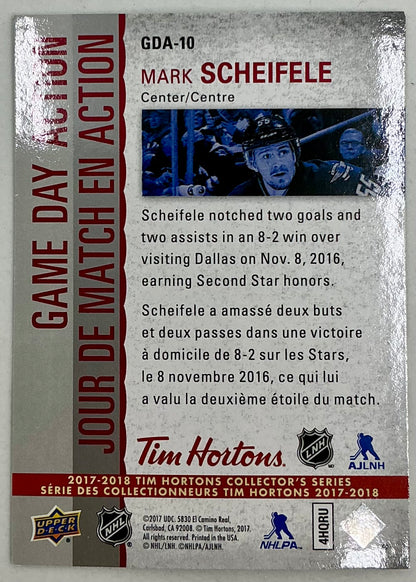 GDA-10
MARK SCHEIFELE
Center/Centre
GAME DAY ACTION
JOUR DE MATCH EN ACTION
55
55
Scheifele notched two goals and
two assists in an 8-2 win over
visiting Dallas on Nov. 8, 2016,
earning Second Star honors.
Scheifele a amassé deux buts
et deux passes dans une victoire
à domicile de 8-2 sur les Stars,
le 8 novembre 2016, ce qui lui
a valu la deuxième étoile du match.
Tim Hortons.
LNH
AJLNH
2017-2018 TIM HORTONS COLLECTOR'S SERIES
SÉRIE DES COLLECTIONNEURS TIM HORTONS 2017-2018
UPPER DECK
NHL
©2017 UDC. 5830 El Camino Real,
Carlsbad, CA 92008. © Tim Hortons, 2017.
All rights reserved. Printed in the USA.
© NHL/LNH. ©NHLPA/AJLNH.
NHLPA
4HQRU